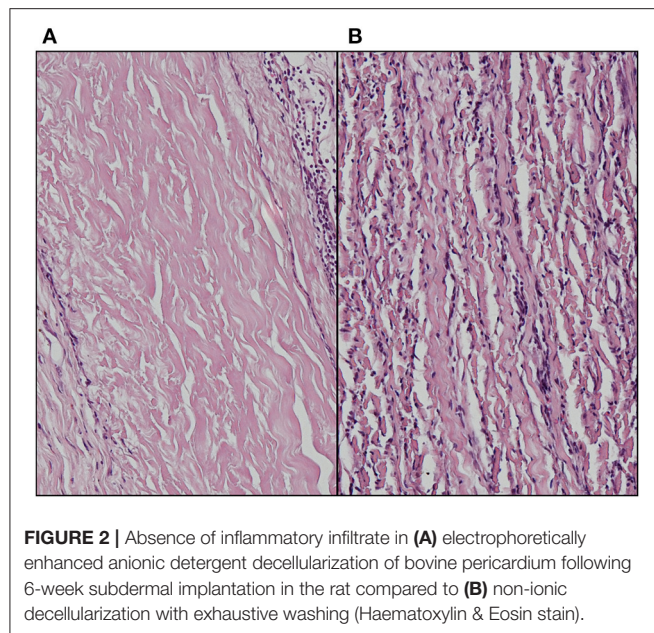 A B
FIGURE 2 | Absence of inflammatory infiltrate in (A) electrophoretically
enhanced anionic detergent decellularization of bovine pericardium following
6-week subdermal implantation in the rat compared to (B) non-ionic
decellularization with exhaustive washing (Haematoxylin & Eosin stain).